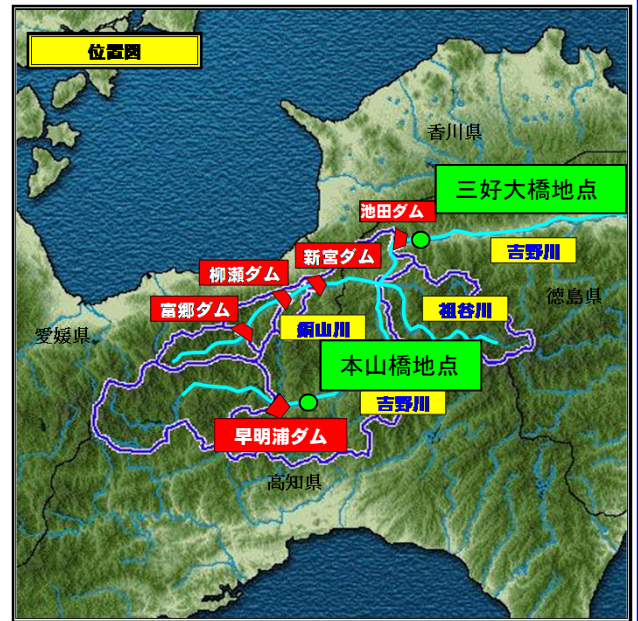 位置図
香川県
三好大橋地点
池田ダム
吉野川
新宮ダム
柳瀬ダム
徳島県
富郷ダム
祖谷川
銅山川
愛媛県
本山橋地点
吉野川
早明浦ダム
高知県